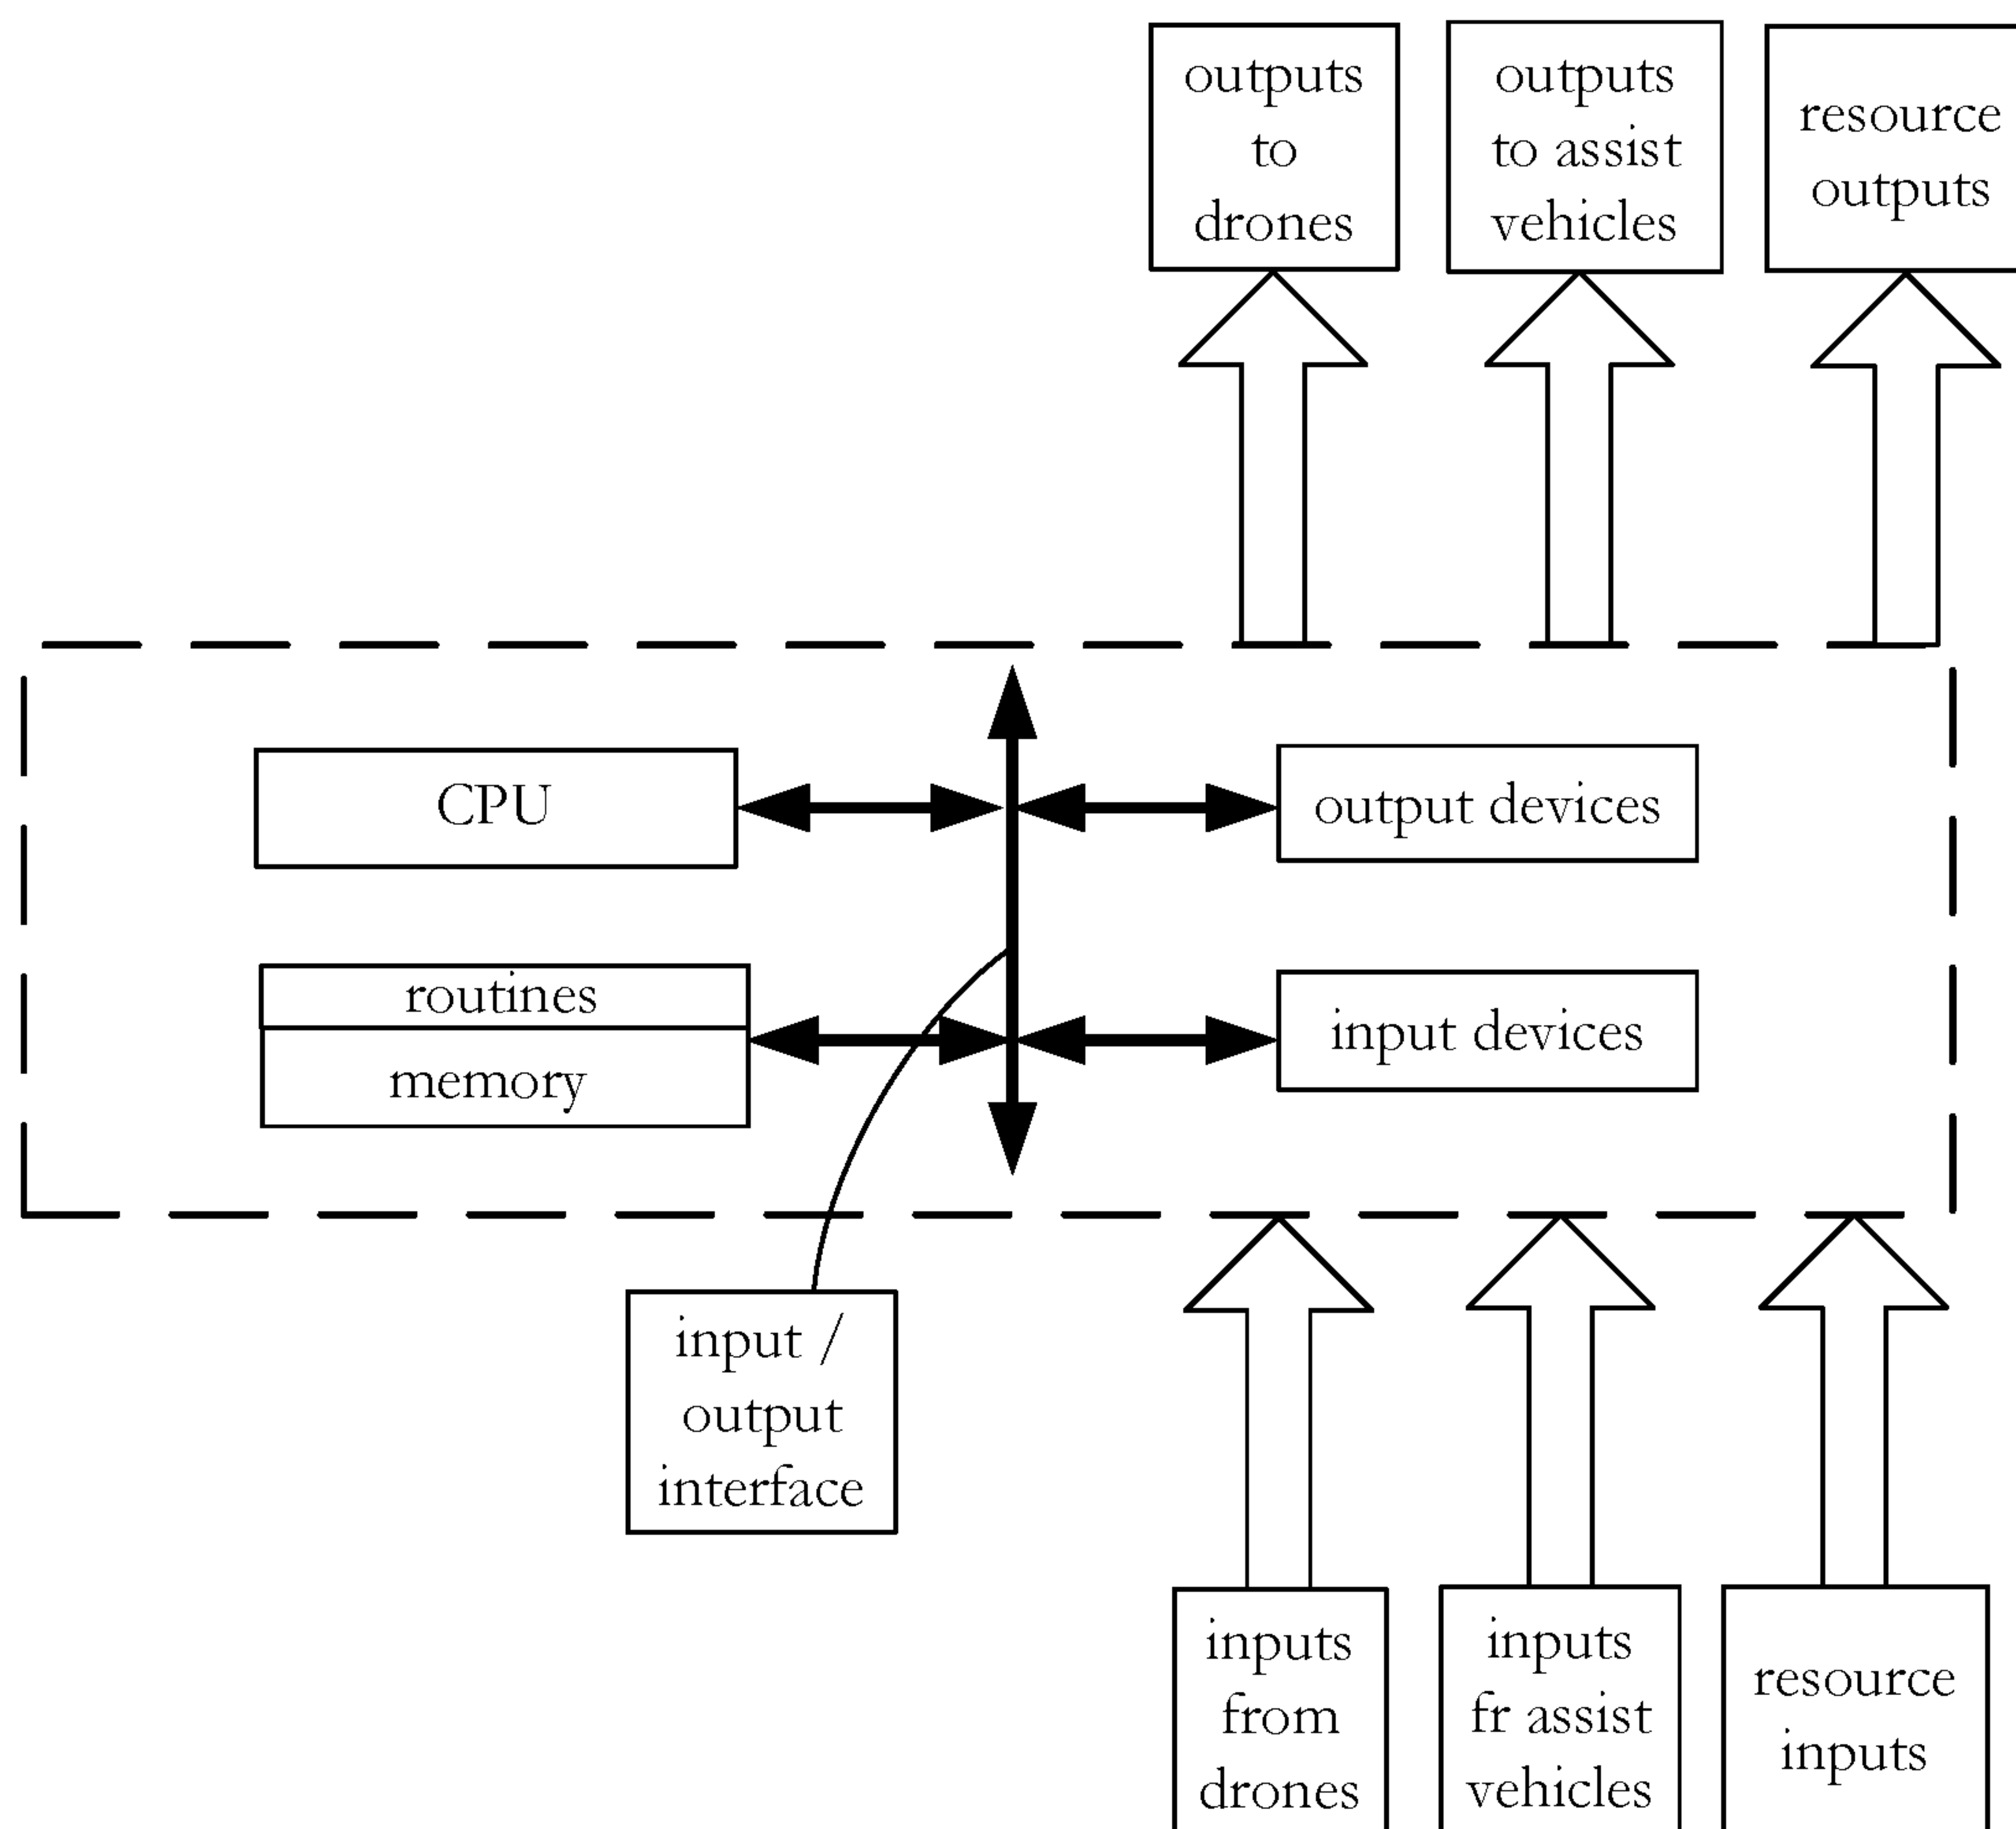 outputs
to
drones
outputs
to assist
vehicles
resource
outputs
CPU
output devices
routines
memory
input devices
input /
output
interface
inputs
from
drones
inputs
fr assist
vehicles
resource
inputs